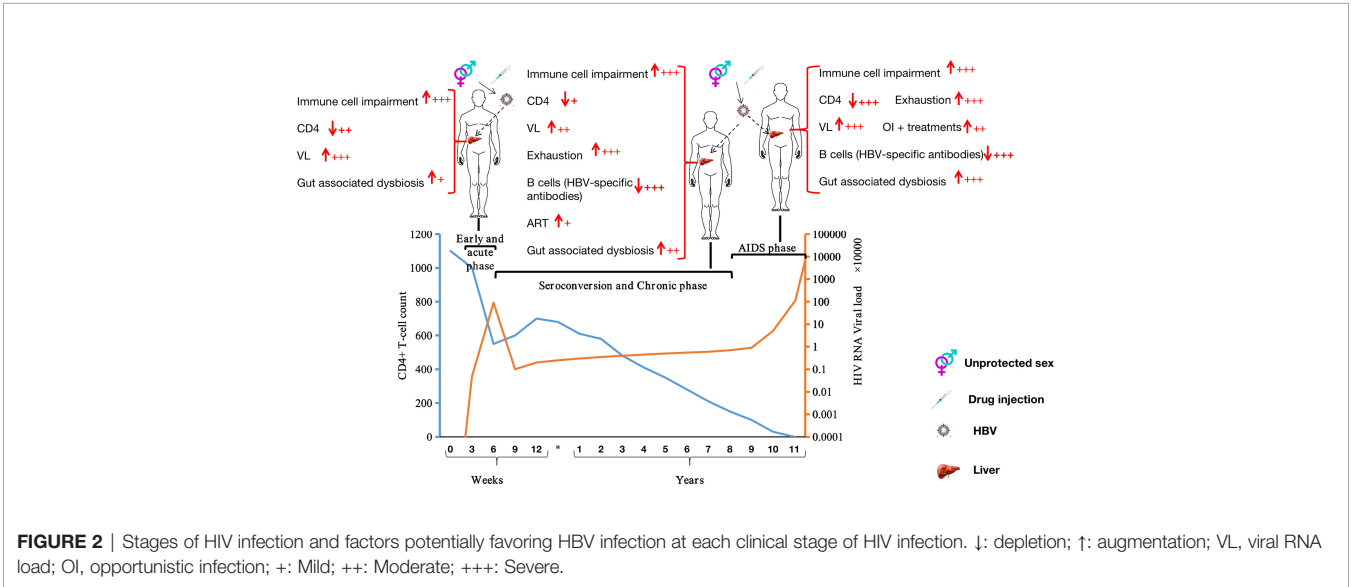 Immune cell impairment ↑+++
CD4 ↓++
VL ↑+++
Gut associated dysbiosis ↑+
Immune cell impairment ↑+++
CD4 ↓+
VL ↑++
Exhaustion ↑+++
B cells (HBV-specific ↓+++
antibodies)
ART ↑+
Gut associated dysbiosis ↑++
Immune cell impairment ↑+++
CD4 ↓+++ Exhaustion ↑+++
VL ↑+++ OI + treatments ↑++
B cells (HBV-specific antibodies)↓+++
Gut associated dysbiosis ↑+++
Early and
acute
phase
Seroconversion and Chronic phase
AIDS phase
CD4+ T-cell count
1200
1000
800
600
400
200
0
HIV RNA Viral load ×10000
100000
10000
1000
100
10
1
0.1
0.01
0.001
0.0001
0 3 6 9 12 * 1 2 3 4 5 6 7 8 9 10 11
Weeks Years
Unprotected sex
Drug injection
HBV
Liver
FIGURE 2 | Stages of HIV infection and factors potentially favoring HBV infection at each clinical stage of HIV infection. ↓: depletion; ↑: augmentation; VL, viral RNA
load; OI, opportunistic infection; +: Mild; ++: Moderate; +++: Severe.